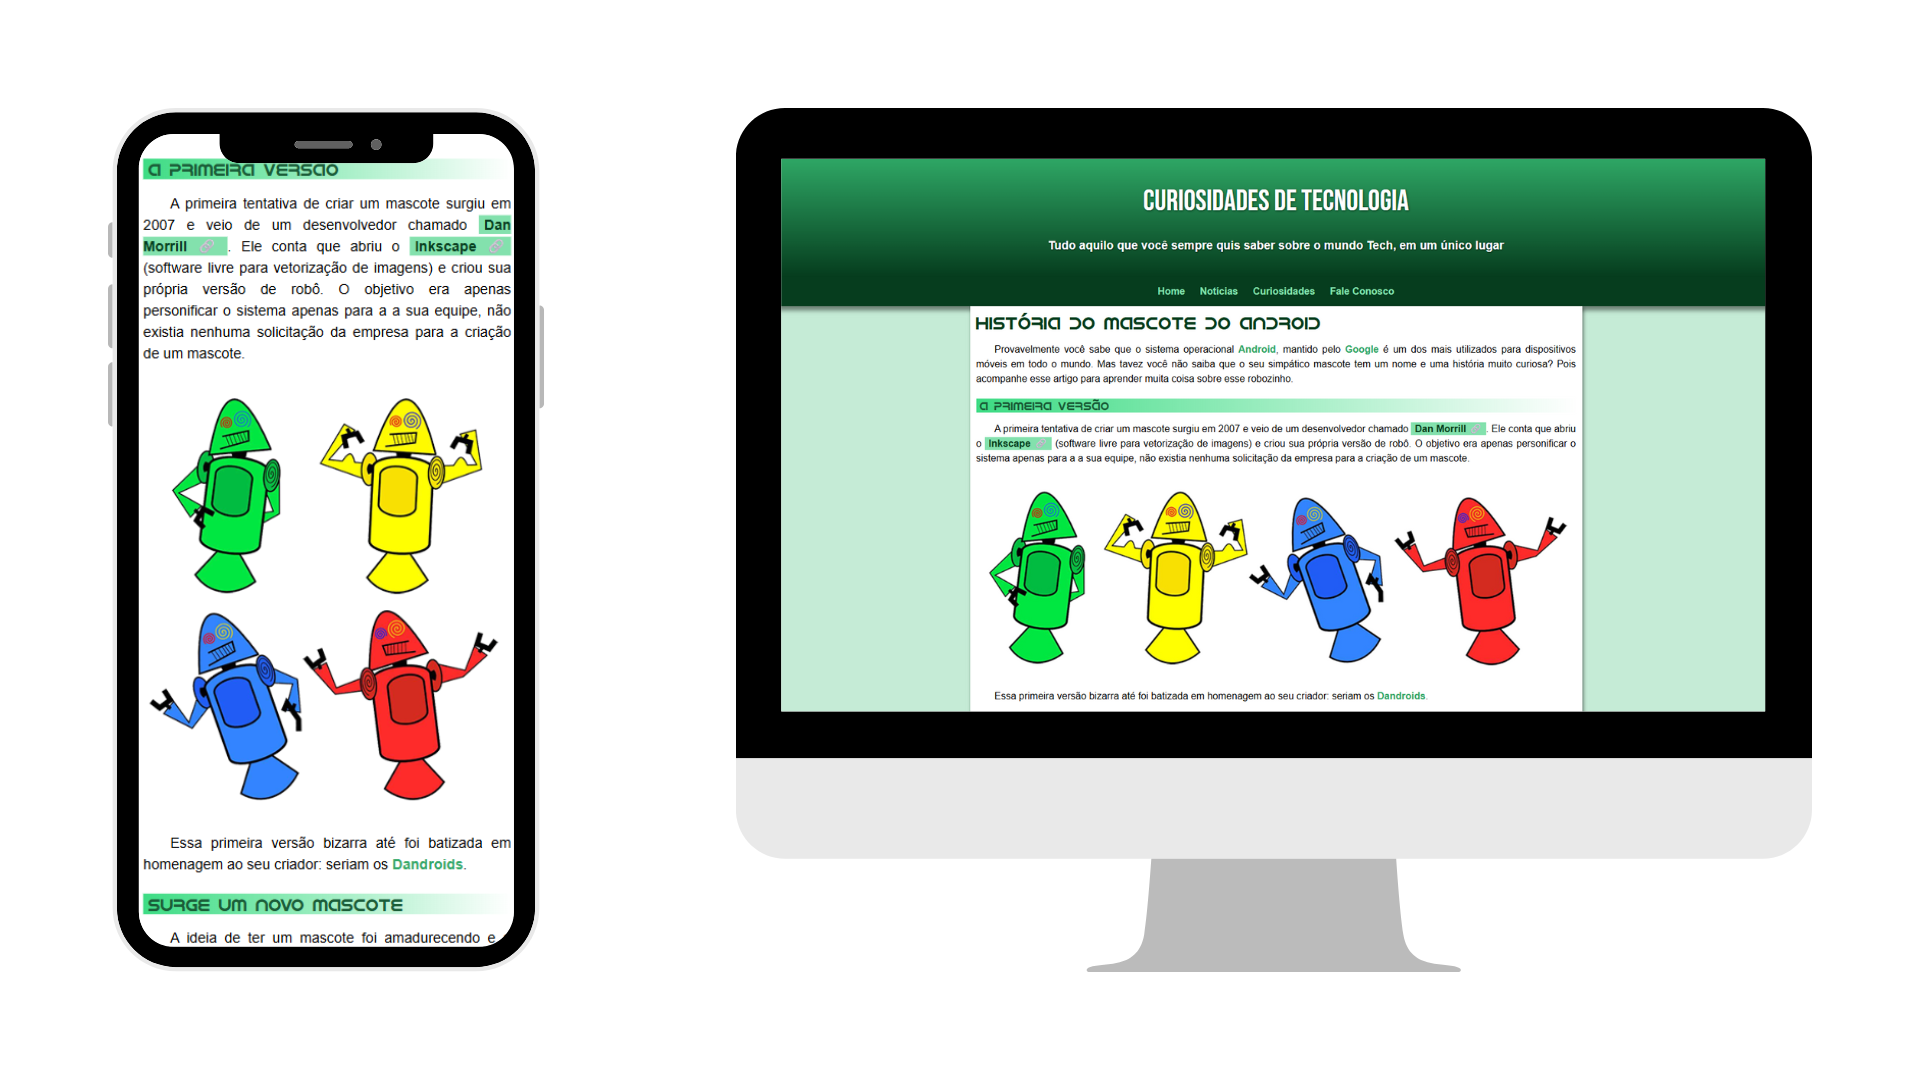 A PRIMEIRA VERSÃO
A primeira tentativa de criar um mascote surgiu em
2007 e veio de um desenvolvedor chamado Dan
Morrill . Ele conta que abriu o Inkscape
(software livre para vetorização de imagens) e criou sua
própria versão de robô. O objetivo era apenas
personificar o sistema apenas para a a sua equipe, não
existia nenhuma solicitação da empresa para a criação
de um mascote.
Essa primeira versão bizarra até foi batizada em
homenagem ao seu criador: seriam os Dandroids.
SURGE UM NOVO MASCOTE
A ideia de ter um mascote foi amadurecendo e
CURIOSIDADES DE TECNOLOGIA
Tudo aquilo que você sempre quis saber sobre o mundo Tech, em um único lugar
Home Notícias Curiosidades Fale Conosco
HISTÓRIA DO MASCOTE DO ANDROID
Provavelmente você sabe que o sistema operacional Android, mantido pelo Google é um dos mais utilizados para dispositivos
móveis em todo o mundo. Mas tavez você não saiba que o seu simpático mascote tem um nome e uma história muito curiosa? Pois
acompanhe esse artigo para aprender muita coisa sobre esse robozinho.
A PRIMEIRA VERSÃO
A primeira tentativa de criar um mascote surgiu em 2007 e veio de um desenvolvedor chamado Dan Morrill . Ele conta que abriu
o Inkscape (software livre para vetorização de imagens) e criou sua própria versão de robô. O objetivo era apenas personificar o
sistema apenas para a a sua equipe, não existia nenhuma solicitação da empresa para a criação de um mascote.
Essa primeira versão bizarra até foi batizada em homenagem ao seu criador: seriam os Dandroids.